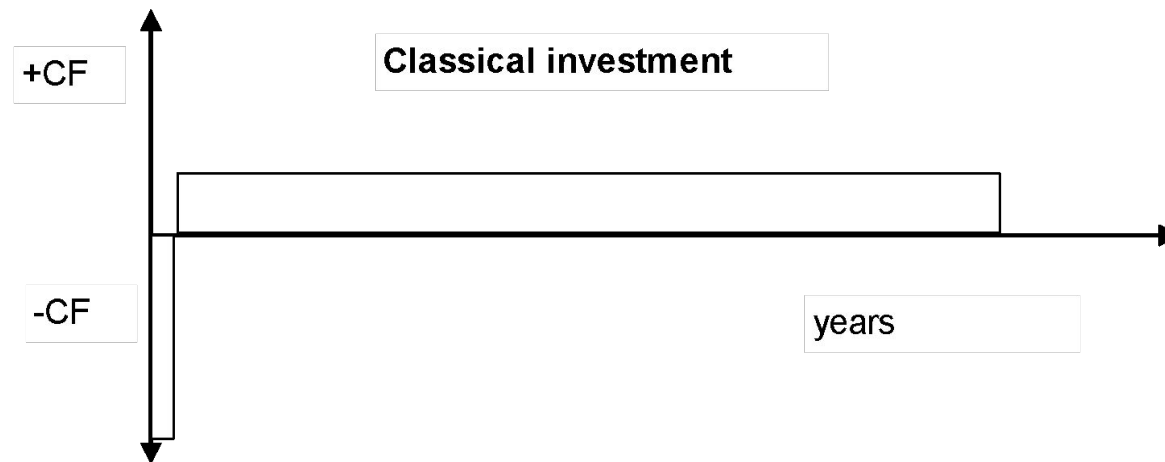 +CF
Classical investment
-CF
years